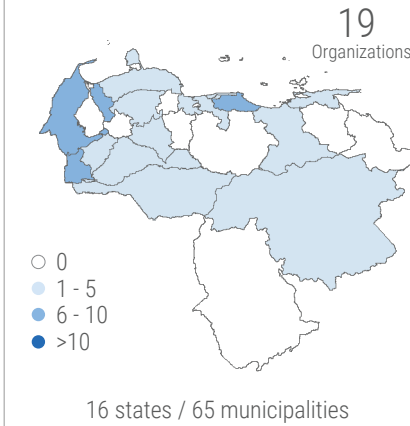 19
Organizations
0
1 - 5
6 - 10
>10
16 states / 65 municipalities